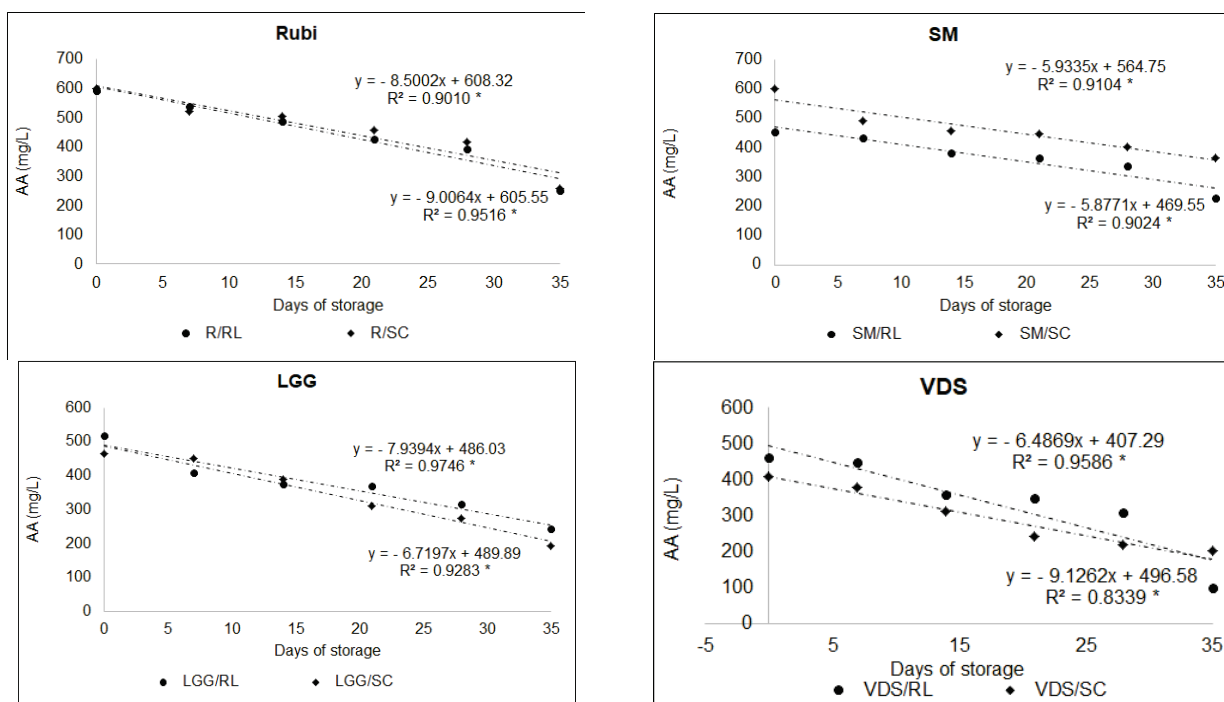 Rubi
700
600
500
400
300
200
100
0
AA (mg/L)
y = - 8.5002x + 608.32
R² = 0.9010 *
y = - 9.0064x + 605.55
R² = 0.9516 *
0 5 10 15 20 25 30 35
Days of storage
R/RL R/SC
SM
700
600
500
400
300
200
100
0
AA (mg/L)
y = - 5.9335x + 564.75
R² = 0.9104 *
y = - 5.8771x + 469.55
R² = 0.9024 *
0 5 10 15 20 25 30 35
Days of storage
SM/RL SM/SC
LGG
600
500
400
300
200
100
0
AA (mg/L)
y = - 7.9394x + 486.03
R² = 0.9746 *
y = - 6.7197x + 489.89
R² = 0.9283 *
0 5 10 15 20 25 30 35
Days of storage
LGG/RL LGG/SC
VDS
600
500
400
300
200
100
0
AA (mg/L)
y = - 6.4869x + 407.29
R² = 0.9586 *
y = - 9.1262x + 496.58
R² = 0.8339 *
-5 5 15 25 35
Days of storage
VDS/RL VDS/SC